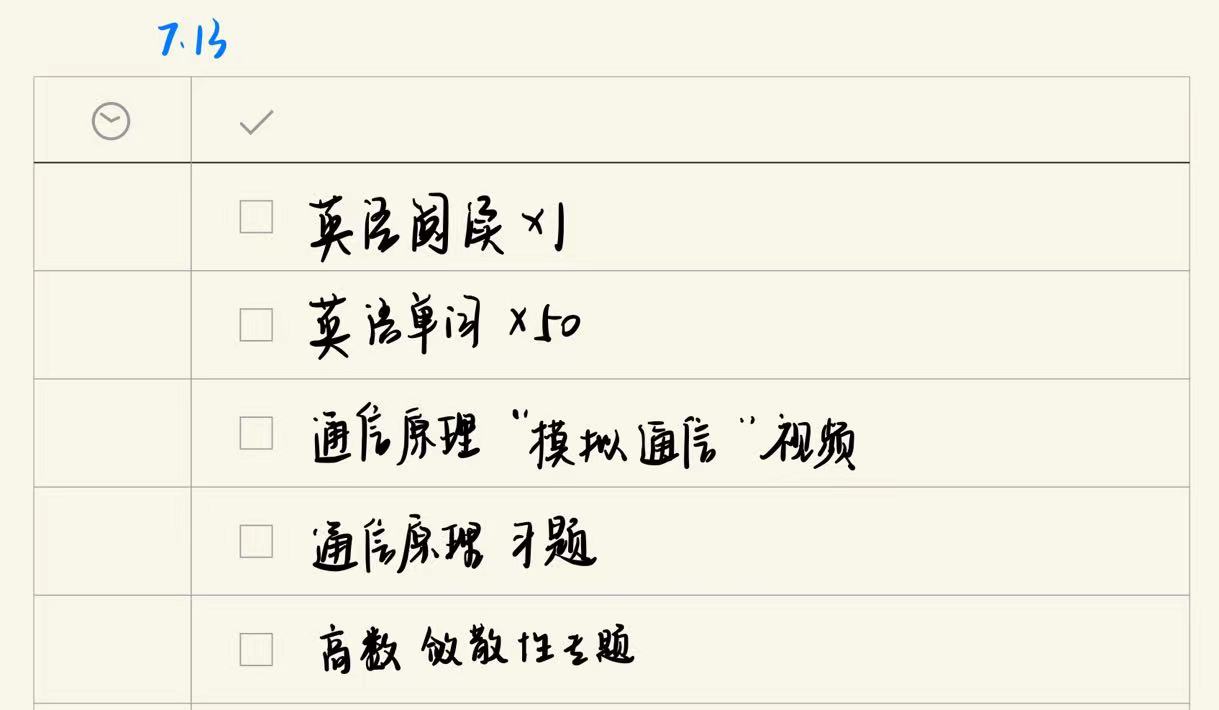 7.13
英语阅读 ×1
英语单词 ×50
通信原理 “模拟通信” 视频
通信原理 习题
高数 敛散性专题